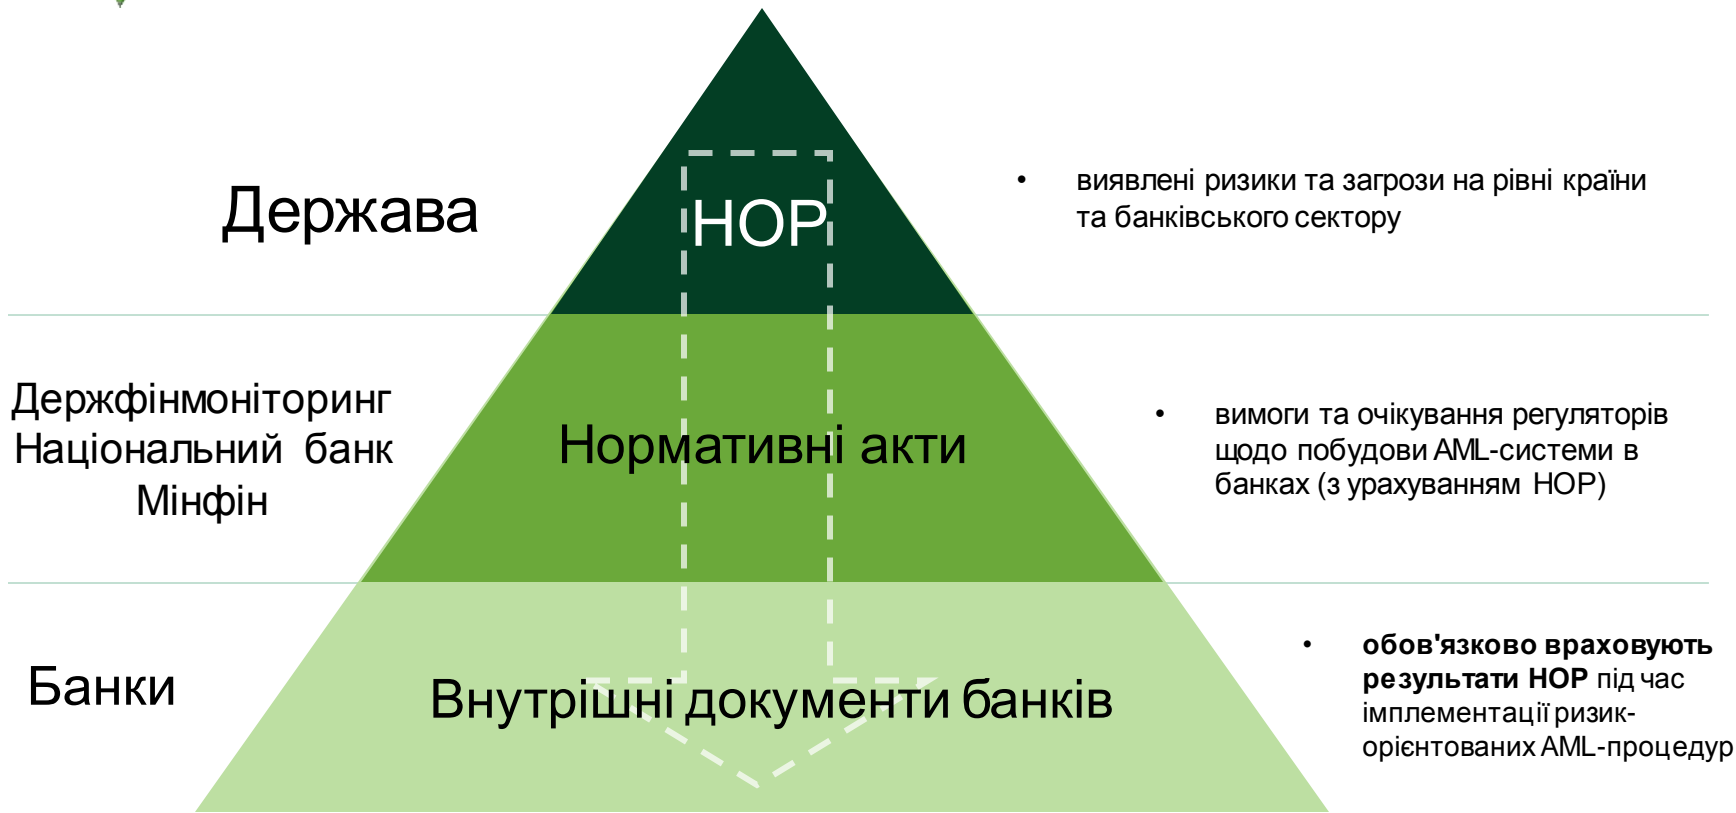 Держава
НОР
• виявлені ризики та загрози на рівні країни
та банківського сектору
Держфінмоніторинг
Національний банк
Мінфін
Нормативні акти
• вимоги та очікування регуляторів
щодо побудови AML-системи в
банках (з урахуванням НОР)
Банки
Внутрішні документи банків
• обов'язково враховують
результати НОР під час
імплементації ризик-
орієнтованих AML-процедур